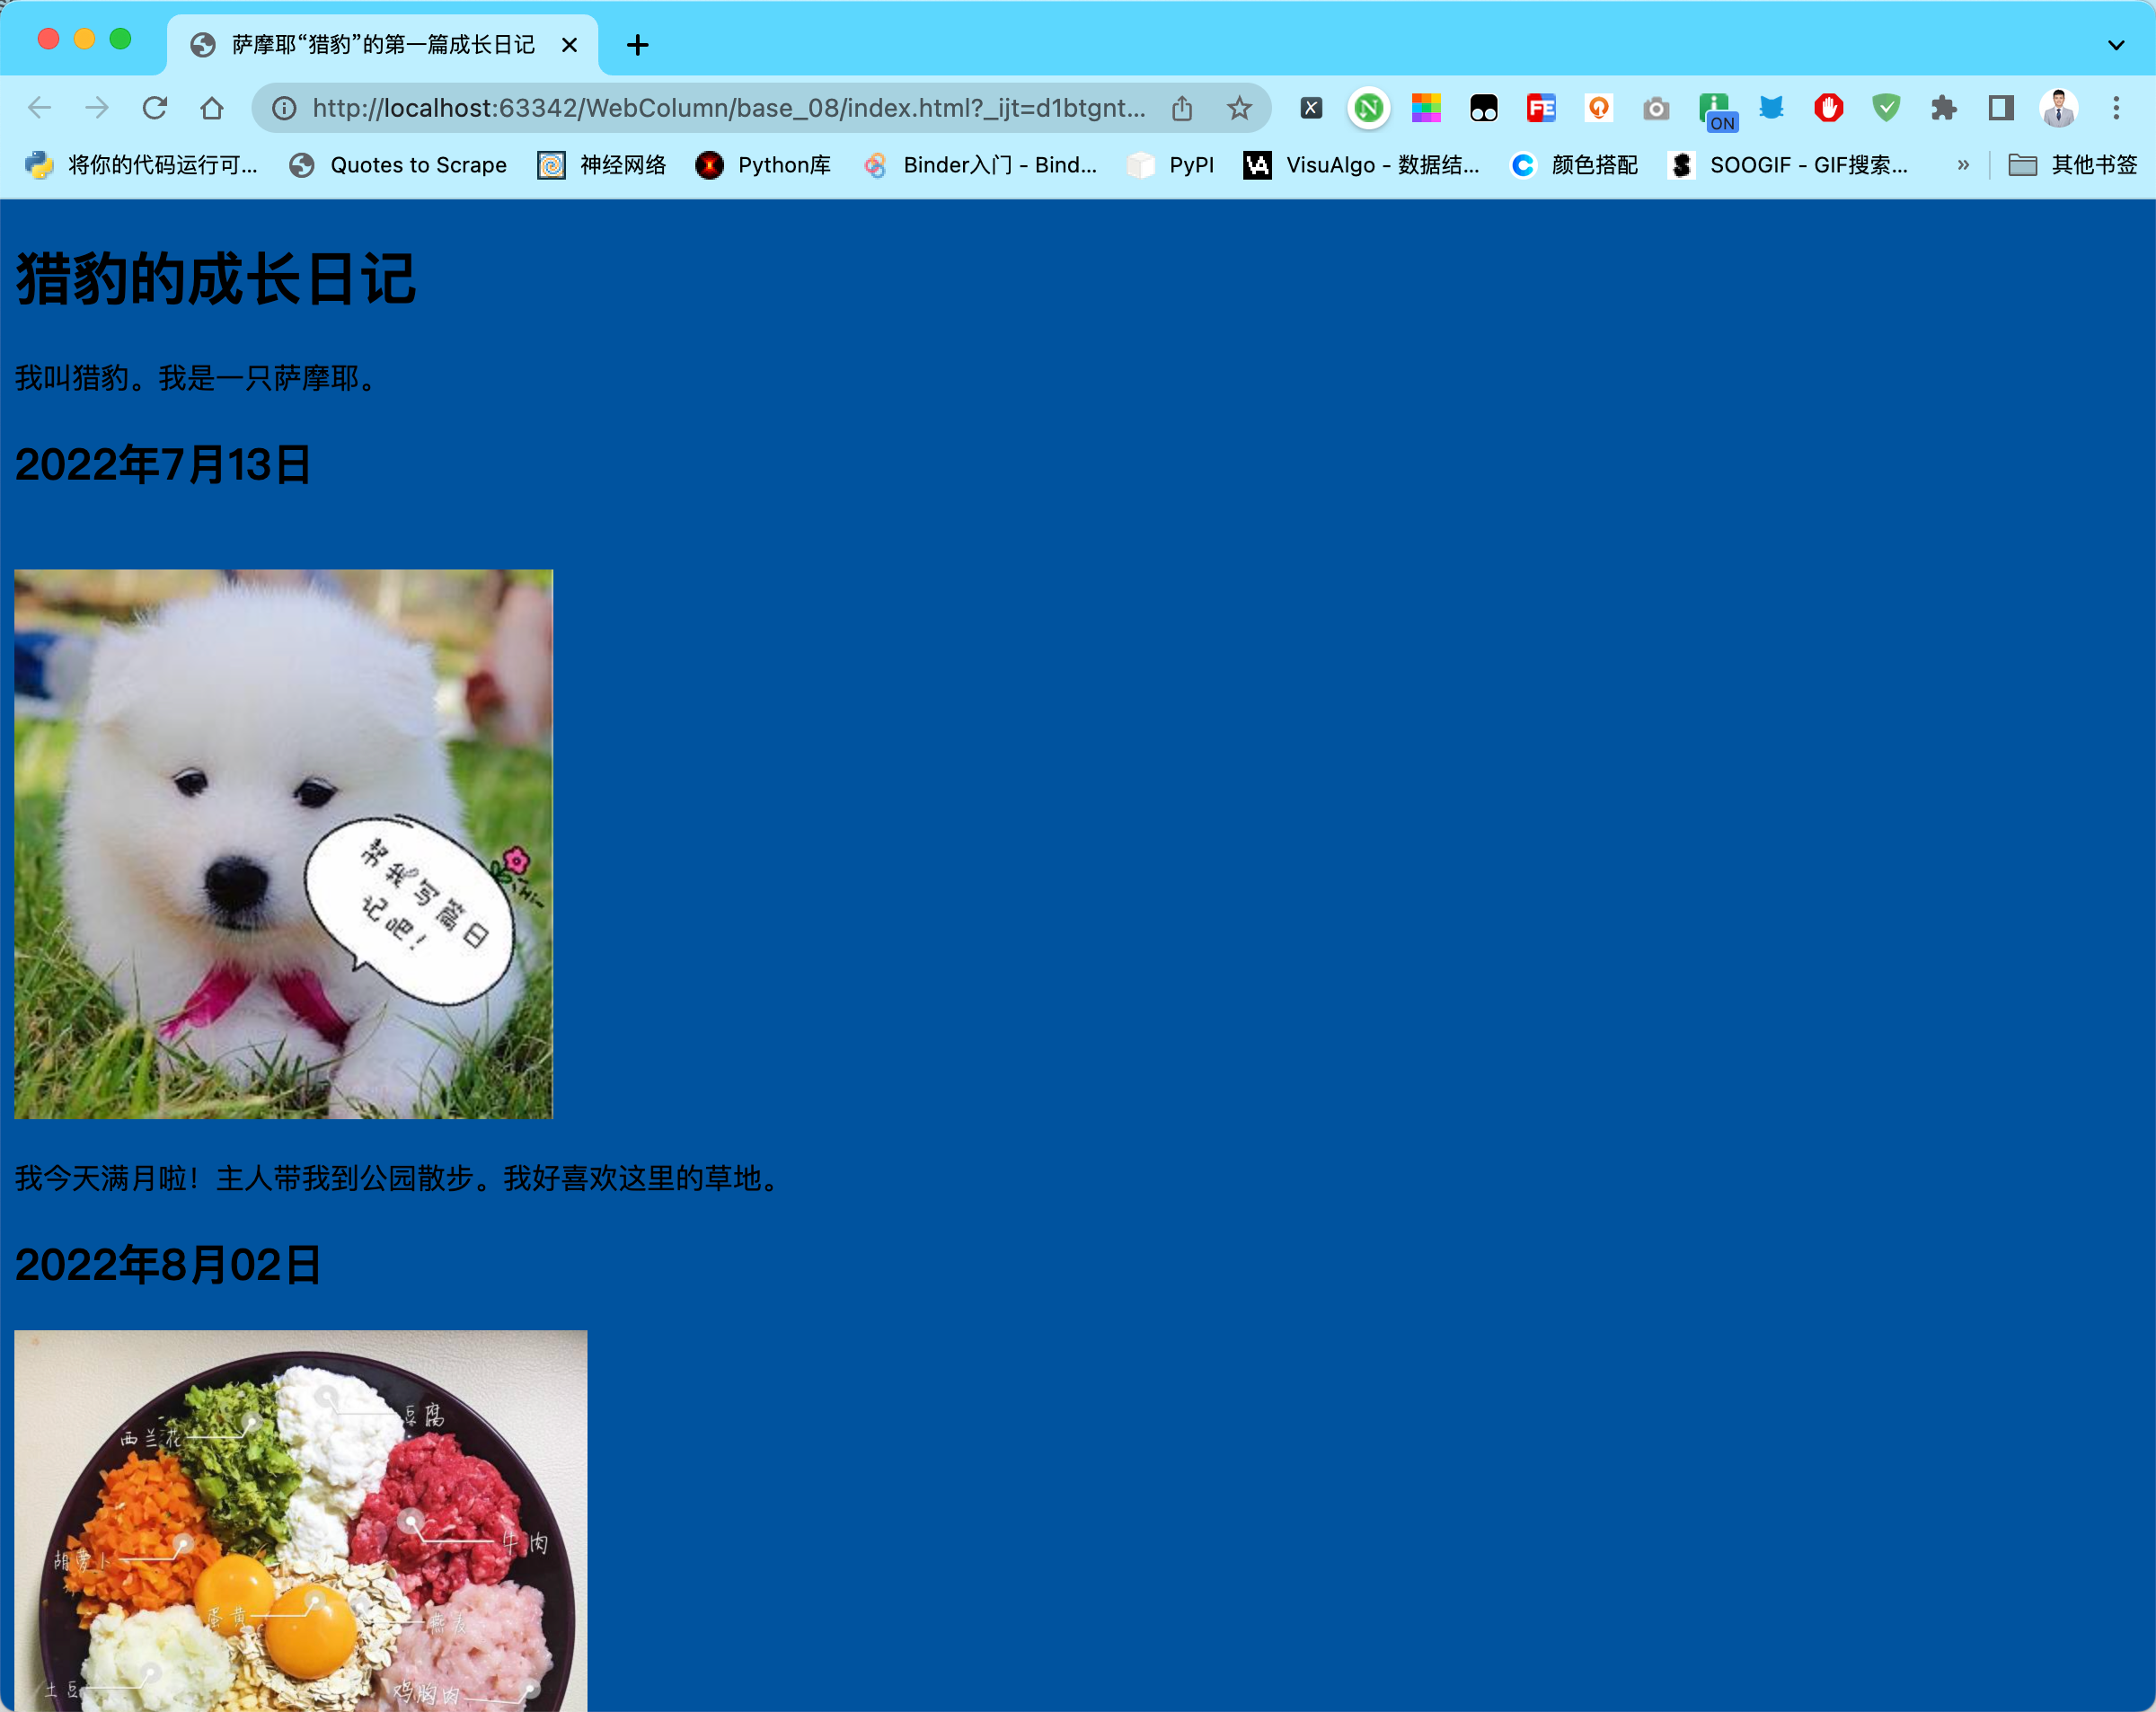 萨摩耶“猎豹”的第一篇成长日记
http://localhost:63342/WebColumn/base_08/index.html?_ijt=d1btgnt...
ON
将你的代码运行可... Quotes to Scrape 神经网络 Python库 Binder入门 - Bind... PyPI VisuAlgo - 数据结... 颜色搭配 SOOGIF - GIF搜索... » 其他书签
猎豹的成长日记
我叫猎豹。我是一只萨摩耶。
2022年7月13日
帮我写篇日
记吧！
我今天满月啦！主人带我到公园散步。我好喜欢这里的草地。
2022年8月02日
豆腐
西兰花
牛肉
胡萝卜
蛋黄
燕麦
土豆
鸡胸肉